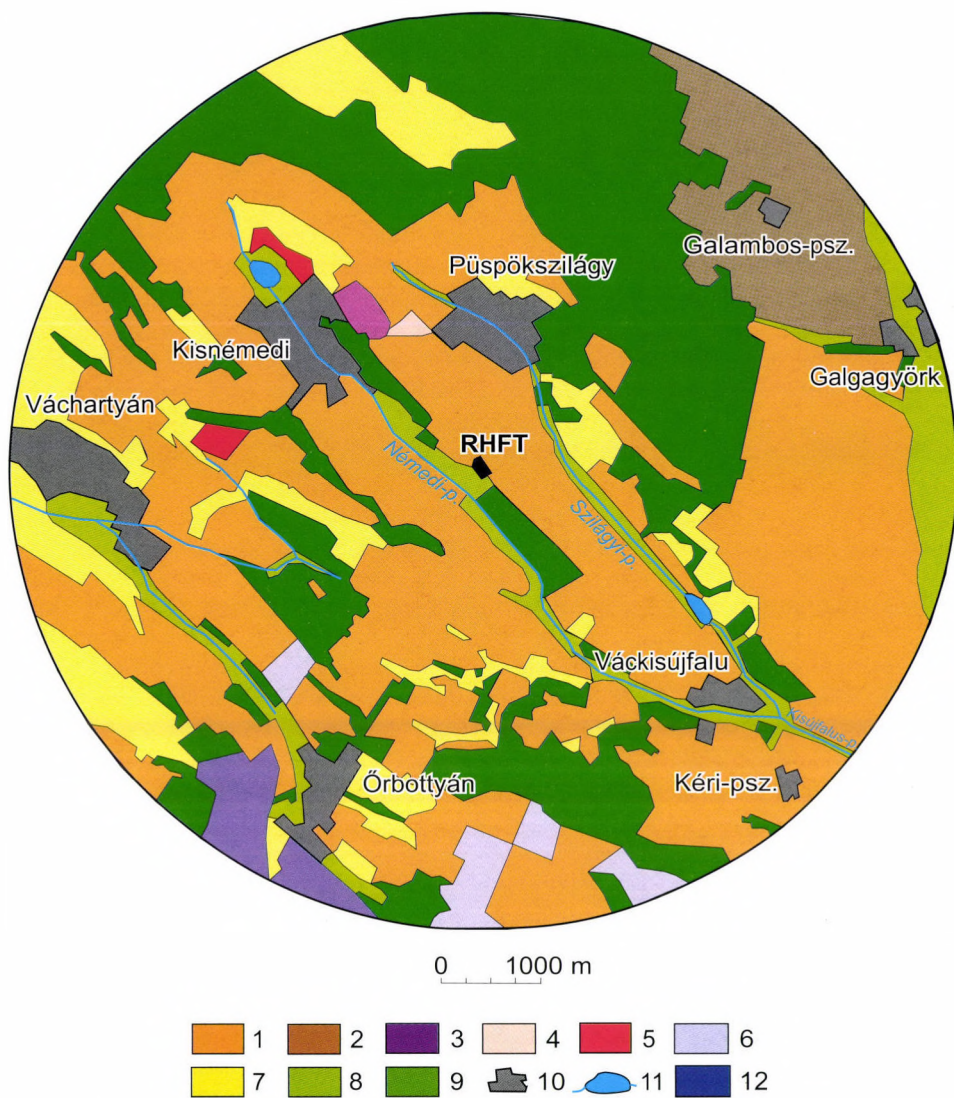 Galambos-psz.
Püspökszilágy
Kisnémedi
Galgagyörk
Váchartyán
RHFT
Némedi-p.
Szilágyi-p.
Váckisújfalu
Kisújfalus-p.
Őrbottyán
Kéri-psz.
0 1000 m
1 2 3 4 5 6
7 8 9 10 11 12